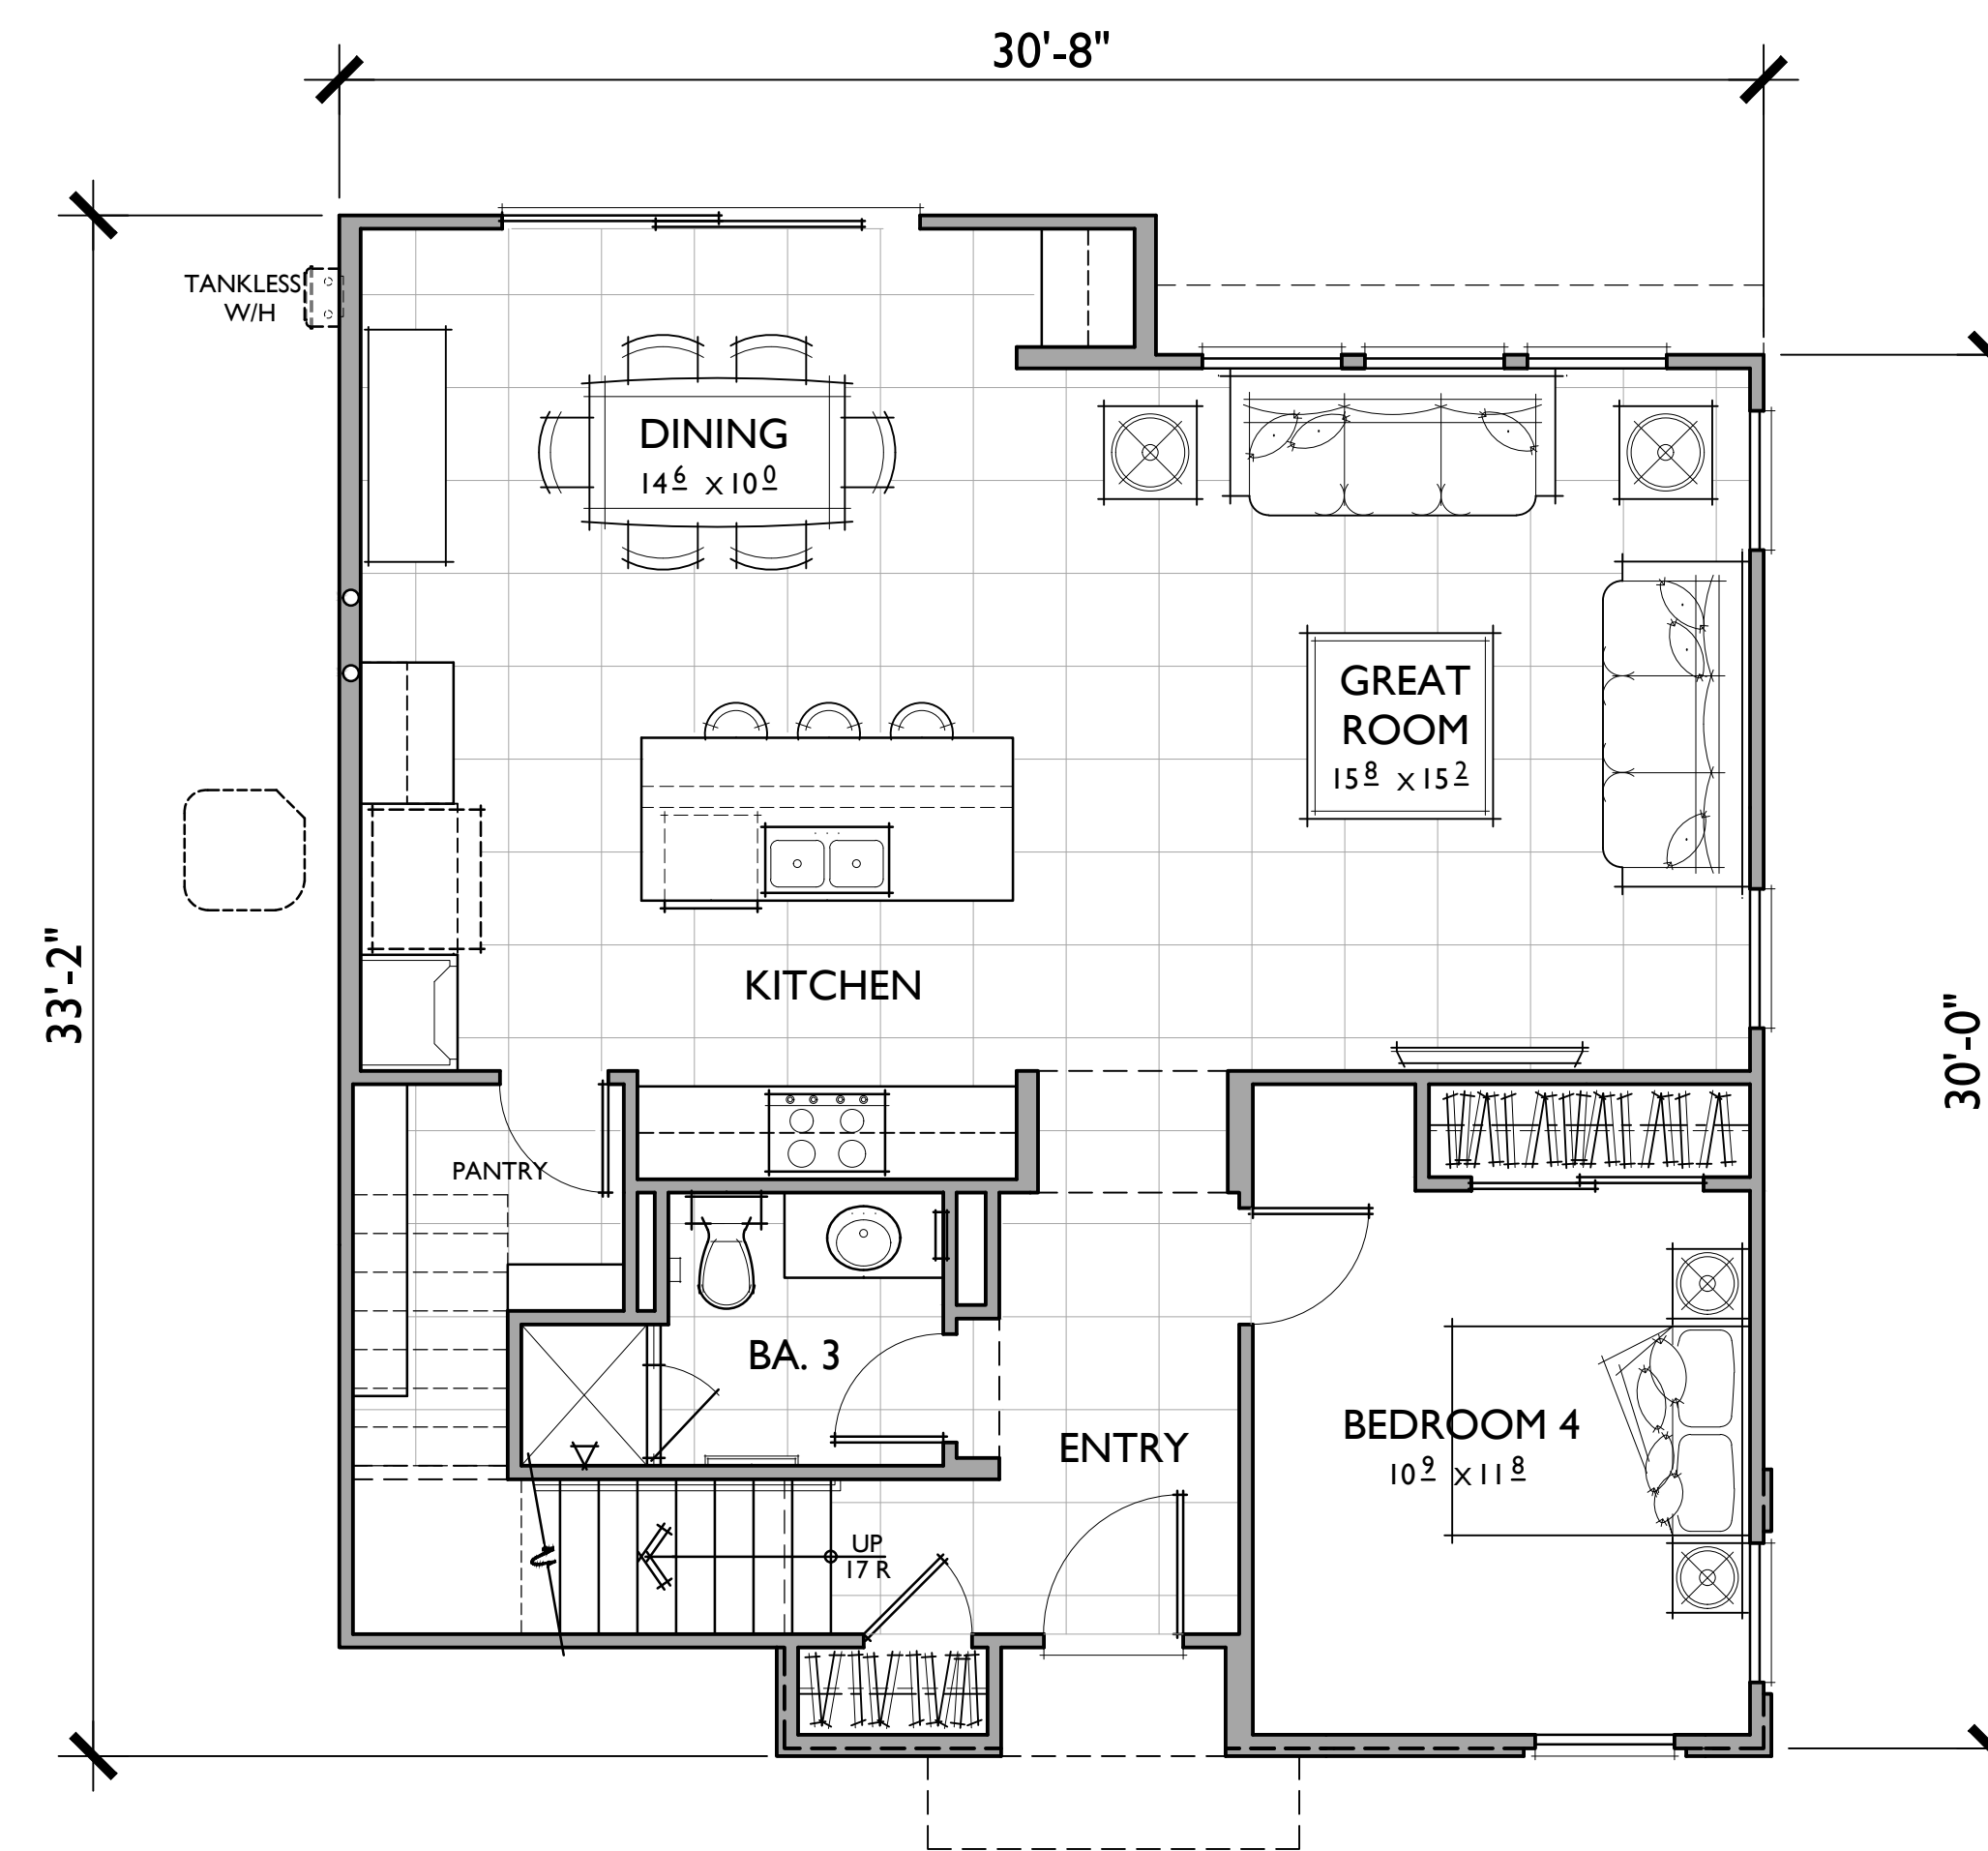 30'-8"
TANKLESS
W/H
DINING
14 6 X 10 0
GREAT
ROOM
15 8 X 15 2
33'-2"
KITCHEN
30'-0"
PANTRY
BA. 3
ENTRY
BEDROOM 4
10 9 X 11 8
UP
17 R